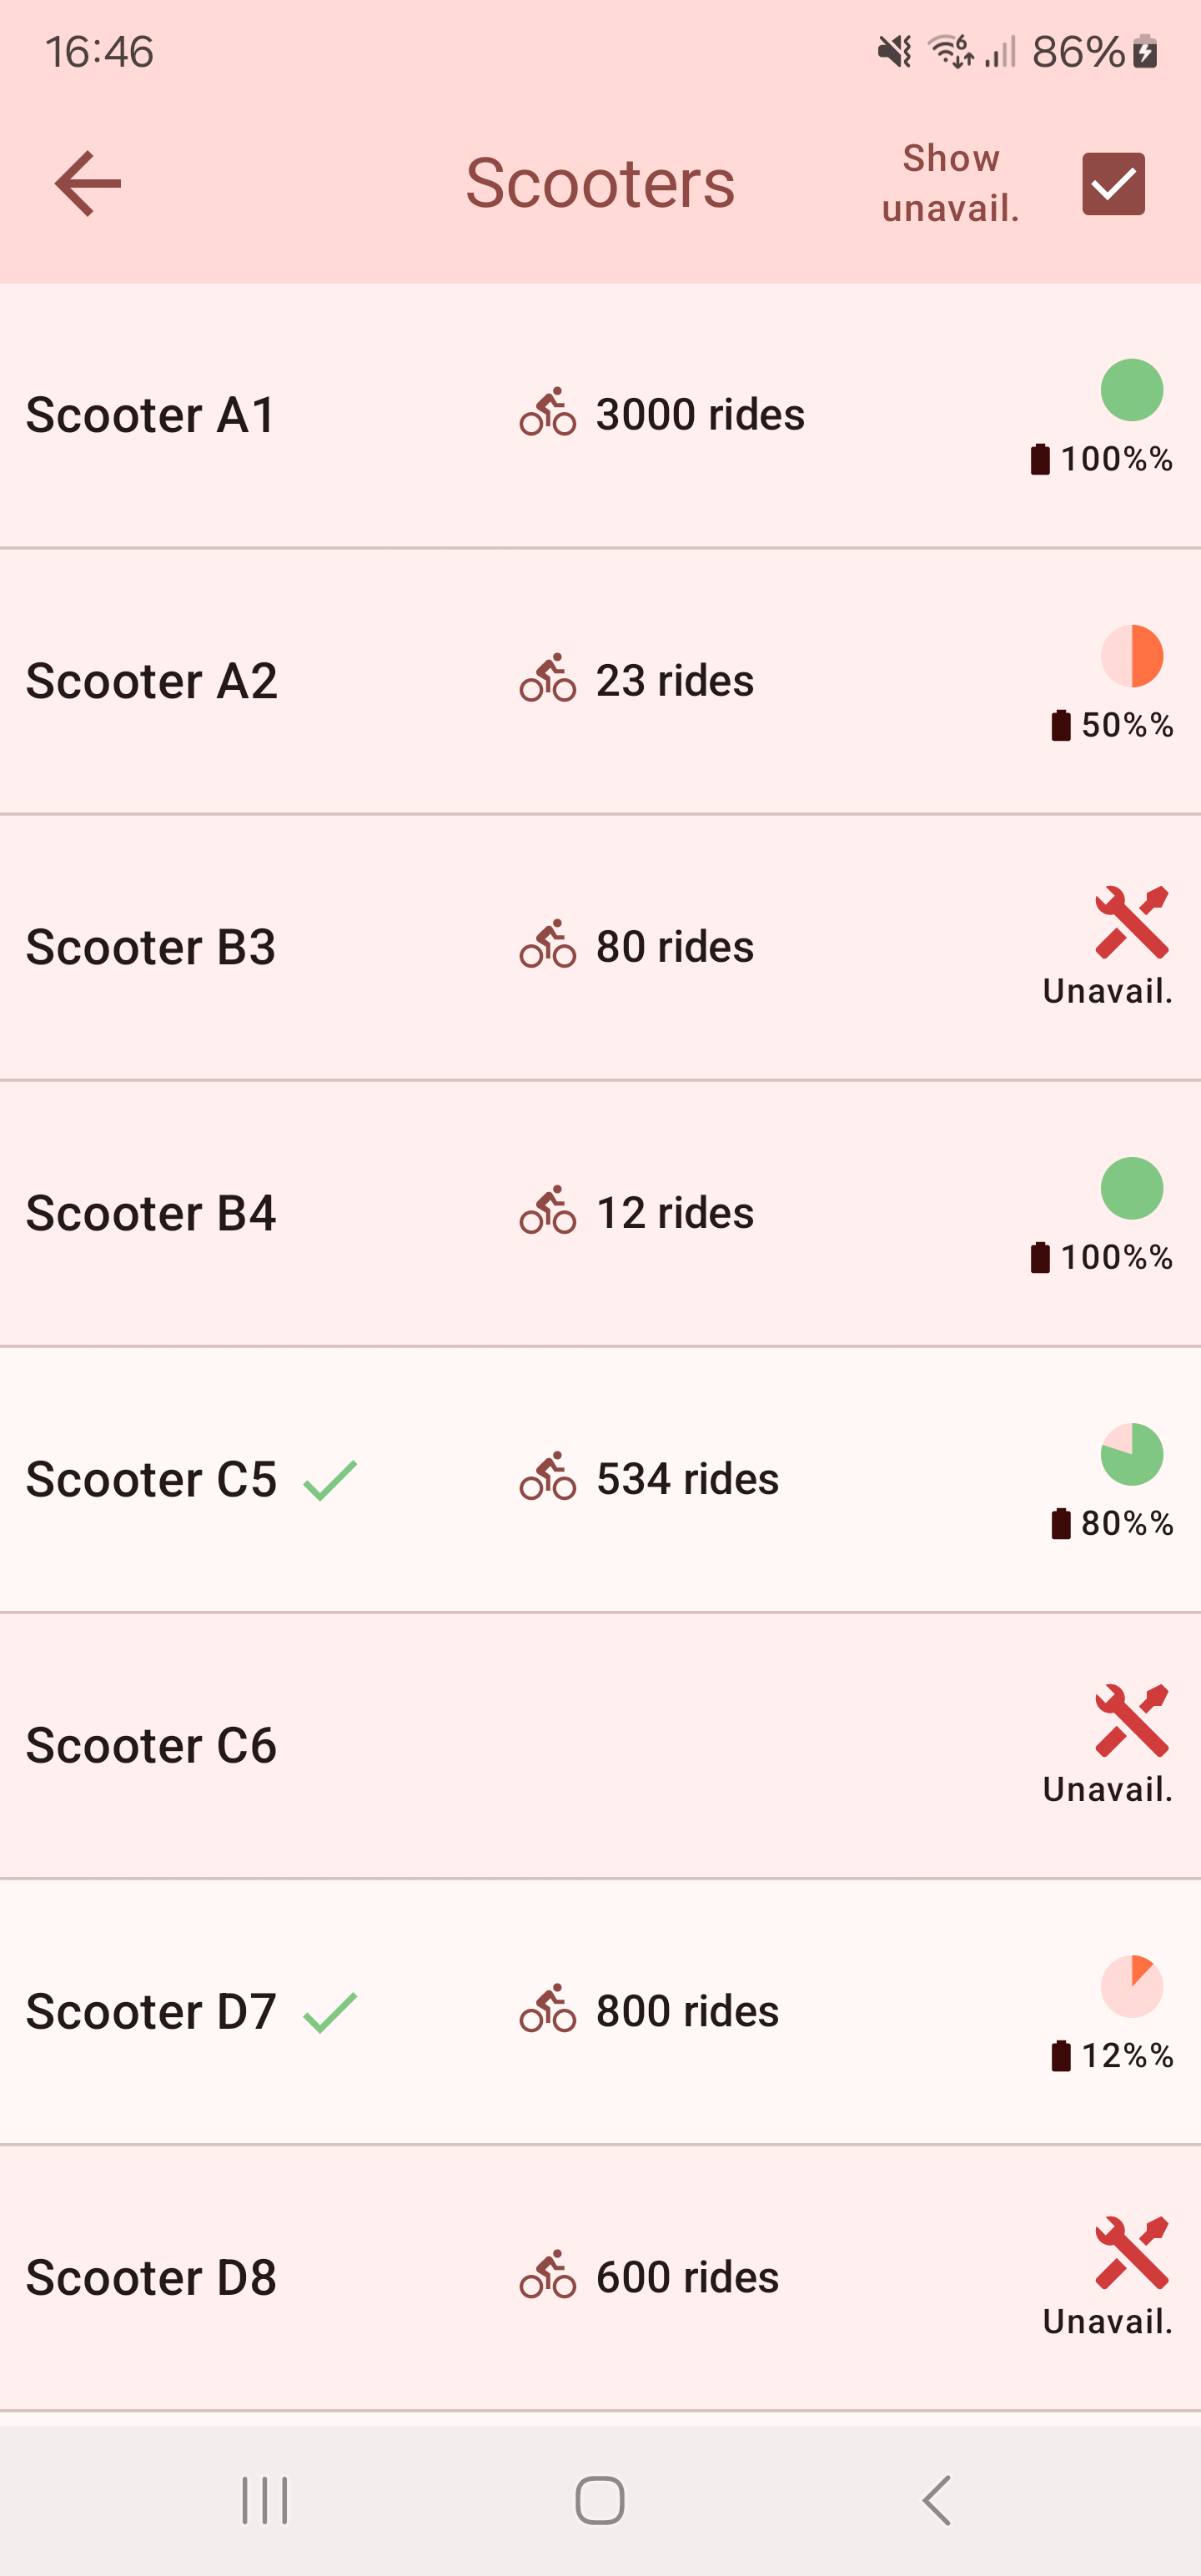 16:46
86%
Scooters
Show
unavail.
Scooter A1
3000 rides
100%%
Scooter A2
23 rides
50%%
Scooter B3
80 rides
Unavail.
Scooter B4
12 rides
100%%
Scooter C5
534 rides
80%%
Scooter C6
Unavail.
Scooter D7
800 rides
12%%
Scooter D8
600 rides
Unavail.